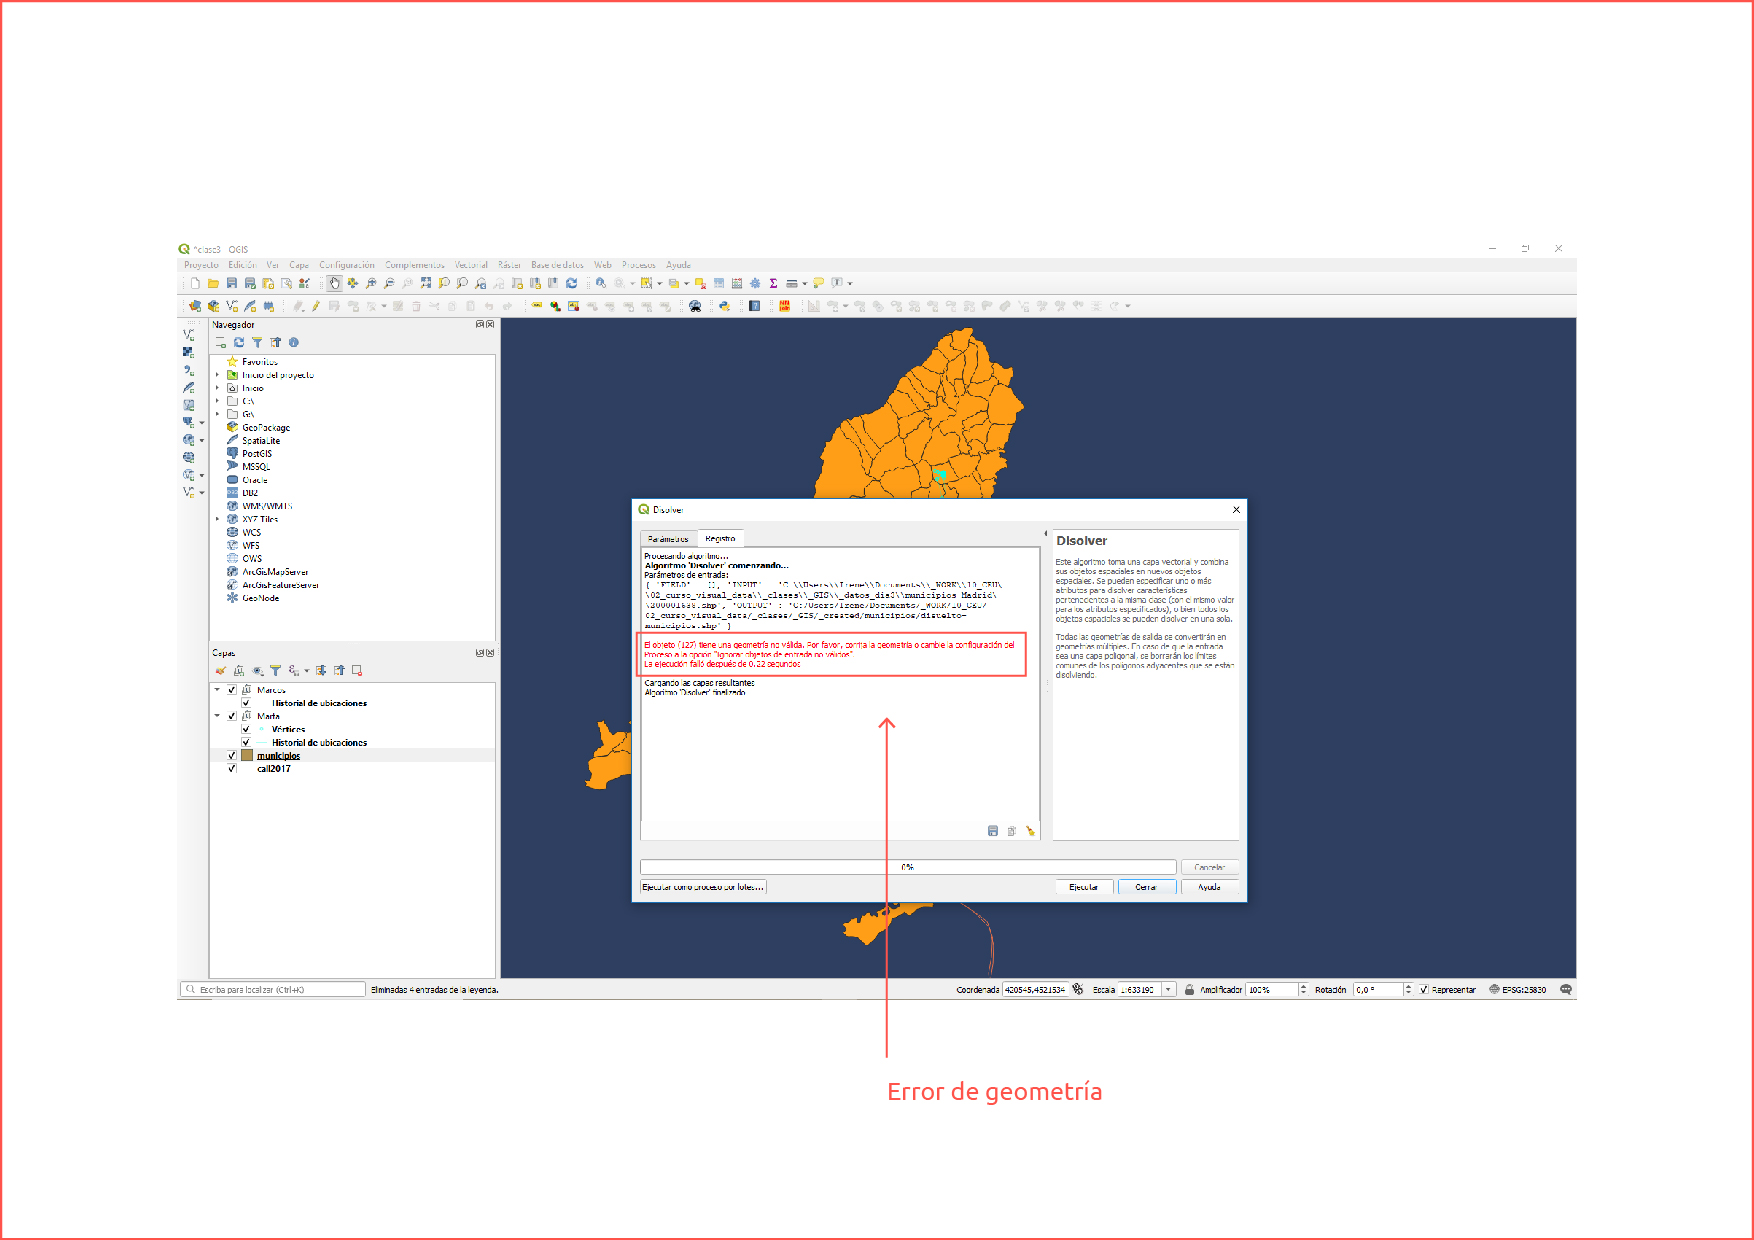 *clase3 - QGIS
Proyecto Edición Ver Capa Configuración Complementos Vectorial Ráster Base de datos Web Procesos Ayuda
Navegador
Favoritos
Inicio del proyecto
Inicio
C:\
G:\
GeoPackage
SpatiaLite
PostGIS
MSSQL
Oracle
DB2
WMS/WMTS
XYZ Tiles
WCS
WFS
OWS
ArcGisMapServer
ArcGisFeatureServer
GeoNode
Capas
Marcos
Historial de ubicaciones
Marta
Vértices
Historial de ubicaciones
municipios
call2017
Disolver
Parámetros Registro
Procesando algoritmo...
Algoritmo 'Disolver' comenzando...
Parámetros de entrada:
{ 'FIELD' : [], 'INPUT' : 'C:\\Users\\Irene\\Documents\\_WORK\\10_CEU\
\02_curso_visual_data\\_clases\\_GIS\\_datos_dia3\\municipios Madrid\
\200001638.shp', 'OUTPUT' : 'C:/Users/Irene/Documents/_WORK/10_CEU/
02_curso_visual_data/_clases/_GIS/_created/municipios/disuelto-
municipios.shp' }
El objeto (127) tiene una geometría no válida. Por favor, corrija la geometría o cambie la configuración del
Proceso a la opción "Ignorar objetos de entrada no válidos"
La ejecución falló después de 0.22 segundos
Cargando las capas resultantes
Algoritmo 'Disolver' finalizado
Disolver
Este algoritmo toma una capa vectorial y combina
sus objetos espaciales en nuevos objetos
espaciales. Se pueden especificar uno o más
atributos para disolver características
pertenecientes a la misma clase (con el mismo valor
para los atributos especificados), o bien todos los
objetos espaciales se pueden disolver en una sola.
Todas las geometrías de salida se convertirán en
geometrías múltiples. En caso de que la entrada
sea una capa poligonal, se borrarán los límites
comunes de los polígonos adyacentes que se están
disolviendo.
0%
Cancelar
Ejecutar como proceso por lotes...
Ejecutar Cerrar Ayuda
Escriba para localizar (Ctrl+K) Eliminadas 4 entradas de la leyenda. Coordenada 420545,4521534 Escala 1:633190 Amplificador 100% Rotación 0,0 ° Representar EPSG:25830
Error de geometría